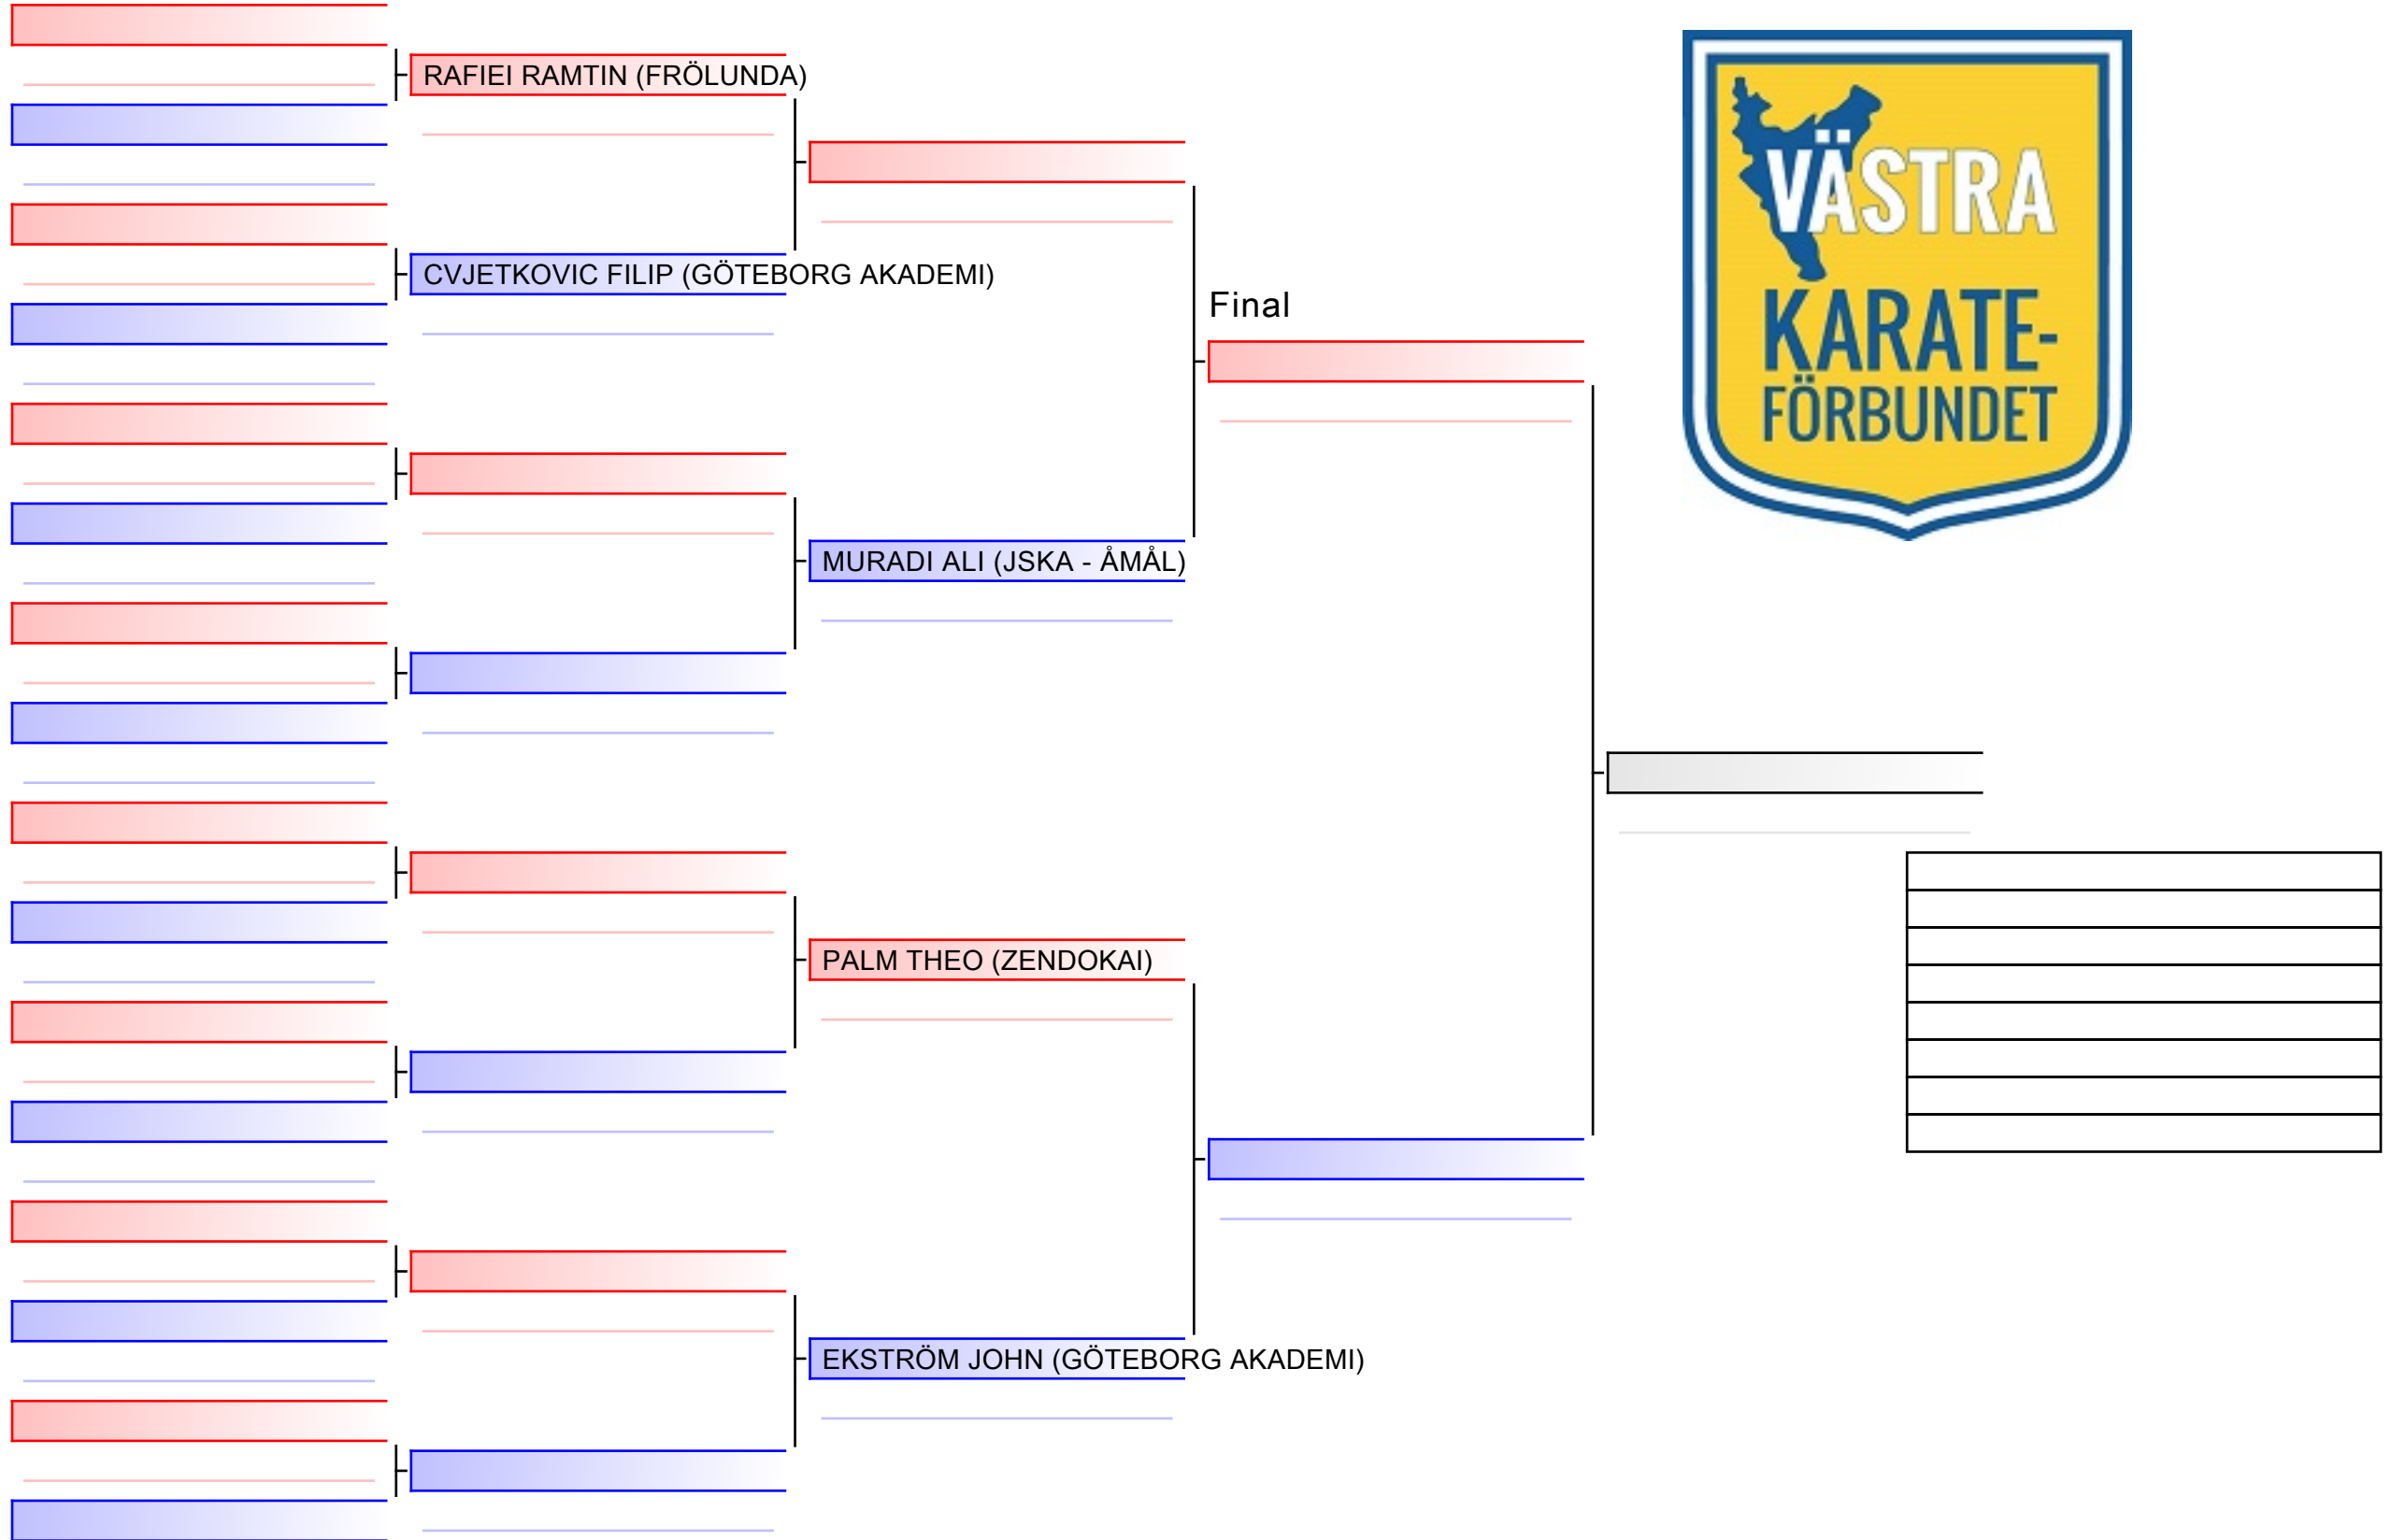 RAFIEI RAMTIN (FRÖLUNDA)
CVJETKOVIC FILIP (GÖTEBORG AKADEMI)
MURADI ALI (JSKA - ÅMÅL)
PALM THEO (ZENDOKAI)
EKSTRÖM JOHN (GÖTEBORG AKADEMI)
Final
VÄSTRA
KARATE-
FÖRBUNDET